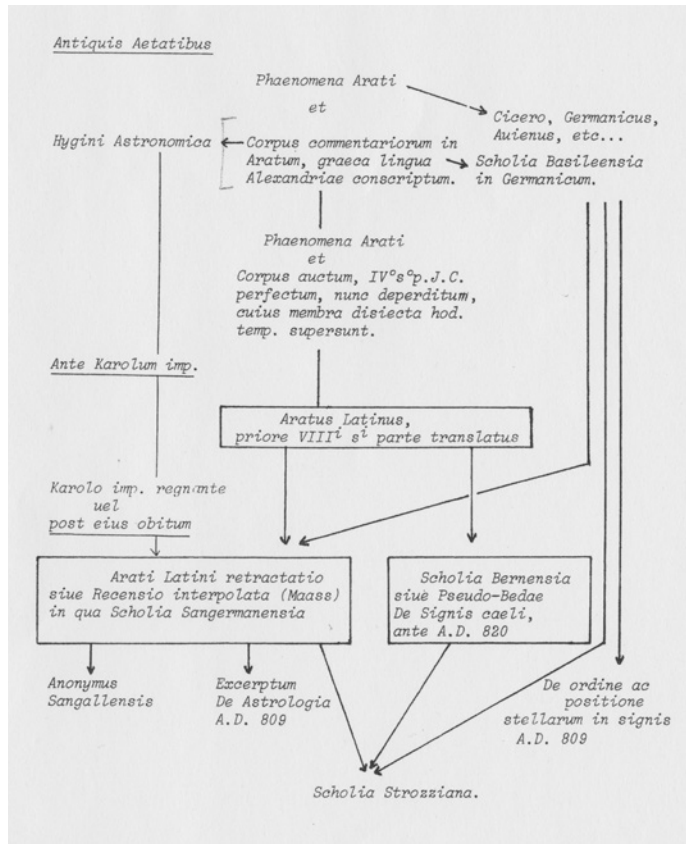 Antiquis Aetatibus
Phaenomena Arati
et
Cicero, Germanicus,
Auienus, etc...
Hygini Astronomica
Corpus commentariorum in
Aratum, graeca lingua
Alexandriae conscriptum.
Scholia Basileensia
in Germanicum.
Phaenomena Arati
et
Corpus auctum, IV°s°p.J.C.
perfectum, nunc deperditum,
cuius membra disiecta hod.
temp. supersunt.
Ante Karolum imp.
Aratus Latinus,
priore VIIIⁱ sⁱ parte translatus
Karolo imp. regnante
uel
post eius obitum
Arati Latini retractatio
siue Recensio interpolata (Maass)
in qua Scholia Sangermanensia
Scholia Bernensia
siue Pseudo-Bedae
De Signis caeli,
ante A.D. 820
Anonymus
Sangallensis
Excerptum
De Astrologia
A.D. 809
De ordine ac
positione
stellarum in signis
A.D. 809
Scholia Strozziana.